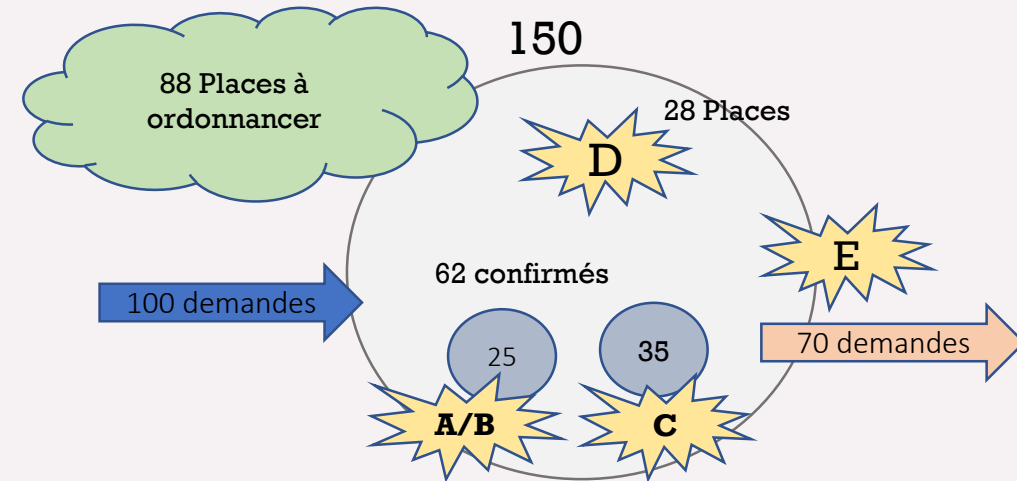 150
88 Places à
ordonnancer
28 Places
D
E
62 confirmés
100 demandes
25
35
70 demandes
A/B
C